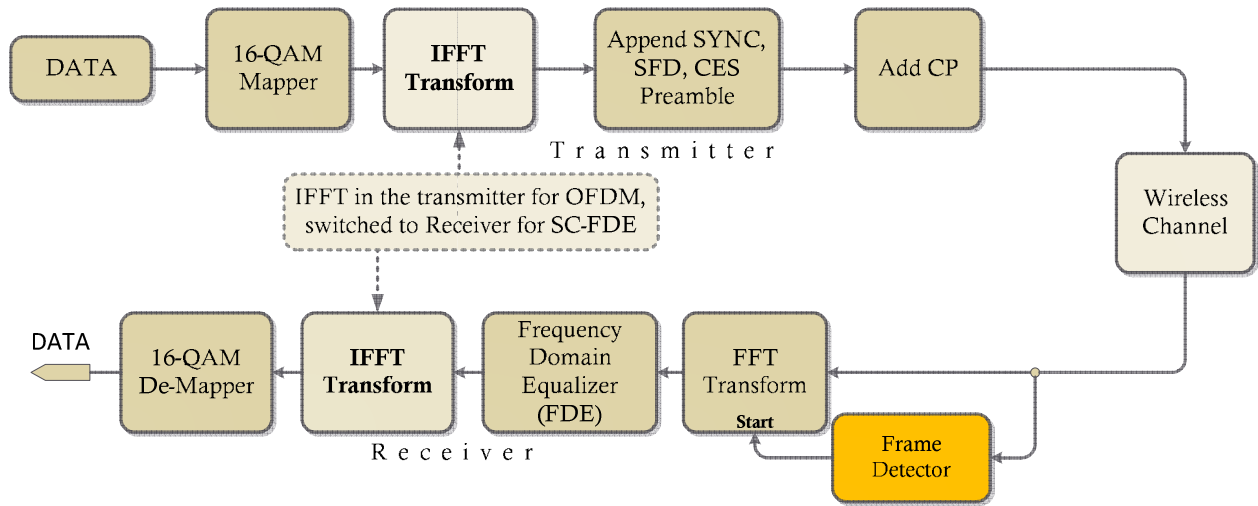 DATA
16-QAM
Mapper
IFFT
Transform
Append SYNC,
SFD, CES
Preamble
Add CP
Transmitter
IFFT in the transmitter for OFDM,
switched to Receiver for SC-FDE
Wireless
Channel
DATA
16-QAM
De-Mapper
IFFT
Transform
Frequency
Domain
Equalizer
(FDE)
FFT
Transform
Start
Frame
Detector
Receiver